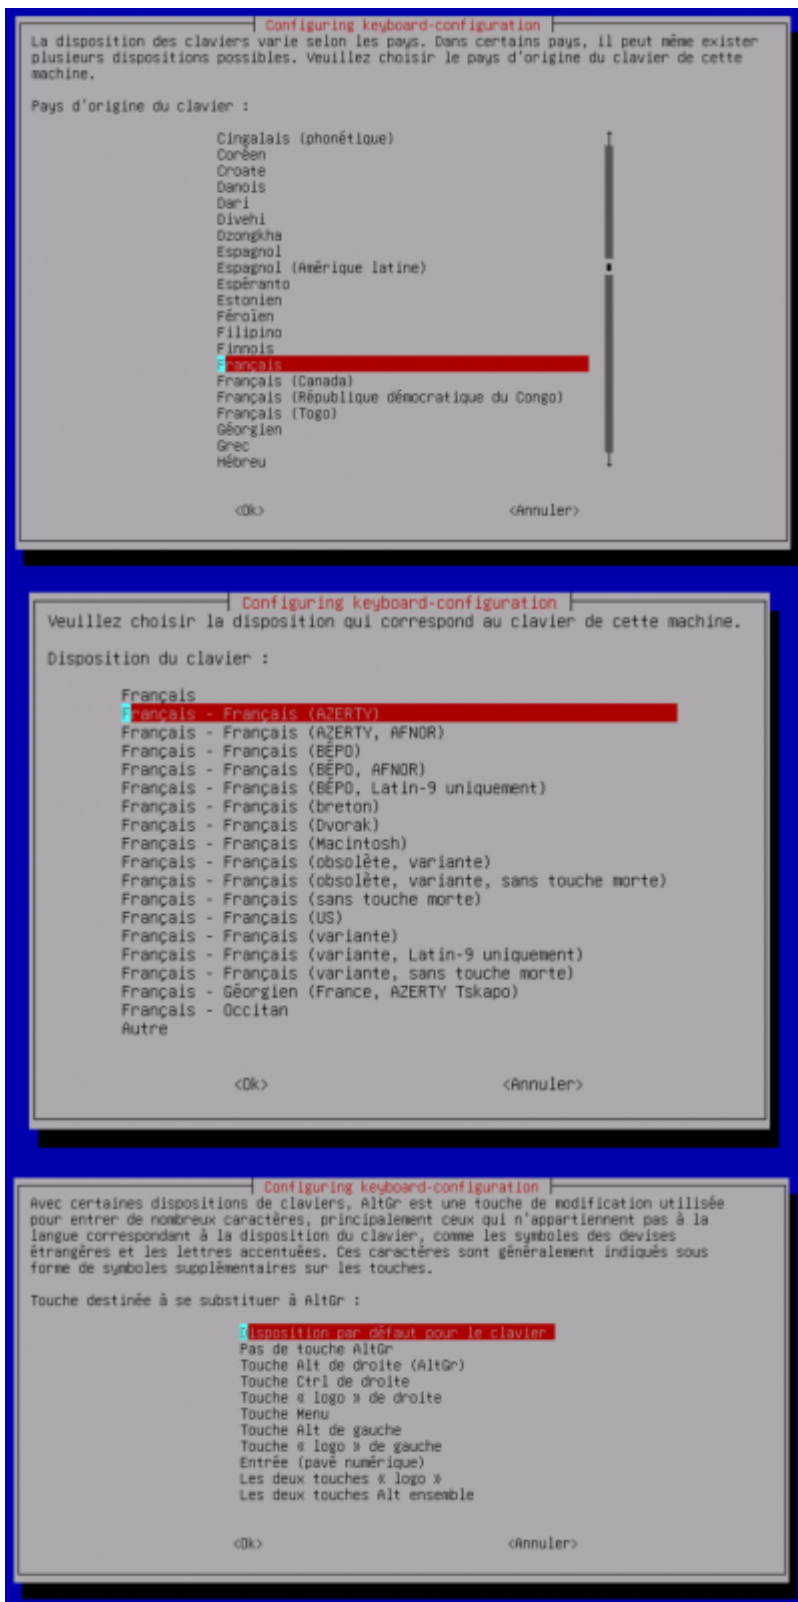 Configuring keyboard-configuration
La disposition des claviers varie selon les pays. Dans certains pays, il peut même exister
plusieurs dispositions possibles. Veuillez choisir le pays d'origine du clavier de cette
machine.
Pays d'origine du clavier :
Cingalais (phonétique)
Coréen
Croate
Danois
Dari
Divehi
Dzongkha
Espagnol
Espagnol (Amérique latine)
Espéranto
Estonien
Féroïen
Filipino
Finnois
Français
Français (Canada)
Français (République démocratique du Congo)
Français (Togo)
Géorgien
Grec
Hébreu
<Ok> <Annuler>
Configuring keyboard-configuration
Veuillez choisir la disposition qui correspond au clavier de cette machine.
Disposition du clavier :
Français
Français - Français (AZERTY)
Français - Français (AZERTY, AFNOR)
Français - Français (BÉPO)
Français - Français (BÉPO, AFNOR)
Français - Français (BÉPO, Latin-9 uniquement)
Français - Français (breton)
Français - Français (Dvorak)
Français - Français (Macintosh)
Français - Français (obsolète, variante)
Français - Français (obsolète, variante, sans touche morte)
Français - Français (sans touche morte)
Français - Français (US)
Français - Français (variante)
Français - Français (variante, Latin-9 uniquement)
Français - Français (variante, sans touche morte)
Français - Géorgien (France, AZERTY Tskapo)
Français - Occitan
Autre
<Ok> <Annuler>
Configuring keyboard-configuration
Avec certaines dispositions de claviers, AltGr est une touche de modification utilisée
pour entrer de nombreux caractères, principalement ceux qui n'appartiennent pas à la
langue correspondant à la disposition du clavier, comme les symboles des devises
étrangères et les lettres accentuées. Ces caractères sont généralement indiqués sous
forme de symboles supplémentaires sur les touches.
Touche destinée à se substituer à AltGr :
Disposition par défaut pour le clavier
Pas de touche AltGr
Touche Alt de droite (AltGr)
Touche Ctrl de droite
Touche « logo » de droite
Touche Menu
Touche Alt de gauche
Touche « logo » de gauche
Entrée (pavé numérique)
Les deux touches « logo »
Les deux touches Alt ensemble
<Ok> <Annuler>